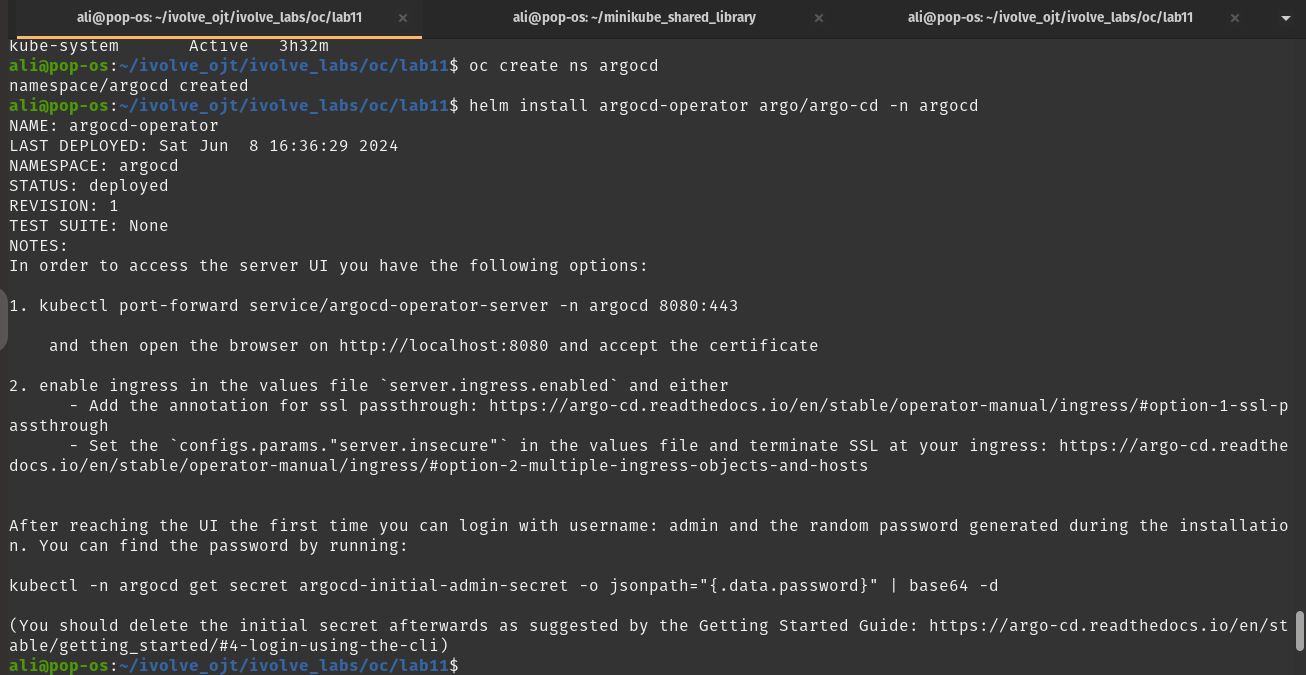 ali@pop-os: ~/ivolve_ojt/ivolve_labs/oc/lab11 × ali@pop-os: ~/minikube_shared_library × ali@pop-os: ~/ivolve_ojt/ivolve_labs/oc/lab11 ×
kube-system       Active   3h32m
ali@pop-os:~/ivolve_ojt/ivolve_labs/oc/lab11$ oc create ns argocd
namespace/argocd created
ali@pop-os:~/ivolve_ojt/ivolve_labs/oc/lab11$ helm install argocd-operator argo/argo-cd -n argocd
NAME: argocd-operator
LAST DEPLOYED: Sat Jun  8 16:36:29 2024
NAMESPACE: argocd
STATUS: deployed
REVISION: 1
TEST SUITE: None
NOTES:
In order to access the server UI you have the following options:
1. kubectl port-forward service/argocd-operator-server -n argocd 8080:443
    and then open the browser on http://localhost:8080 and accept the certificate
2. enable ingress in the values file `server.ingress.enabled` and either
      - Add the annotation for ssl passthrough: https://argo-cd.readthedocs.io/en/stable/operator-manual/ingress/#option-1-ssl-p
assthrough
      - Set the `configs.params."server.insecure"` in the values file and terminate SSL at your ingress: https://argo-cd.readthe
docs.io/en/stable/operator-manual/ingress/#option-2-multiple-ingress-objects-and-hosts
After reaching the UI the first time you can login with username: admin and the random password generated during the installatio
n. You can find the password by running:
kubectl -n argocd get secret argocd-initial-admin-secret -o jsonpath="{.data.password}" | base64 -d
(You should delete the initial secret afterwards as suggested by the Getting Started Guide: https://argo-cd.readthedocs.io/en/st
able/getting_started/#4-login-using-the-cli)
ali@pop-os:~/ivolve_ojt/ivolve_labs/oc/lab11$